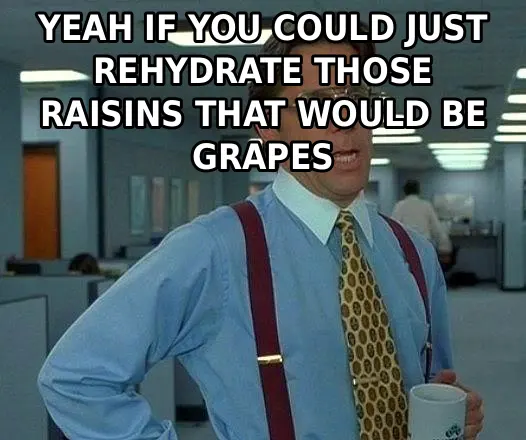 YEAH IF YOU COULD JUST
REHYDRATE THOSE
RAISINS THAT WOULD BE
GRAPES